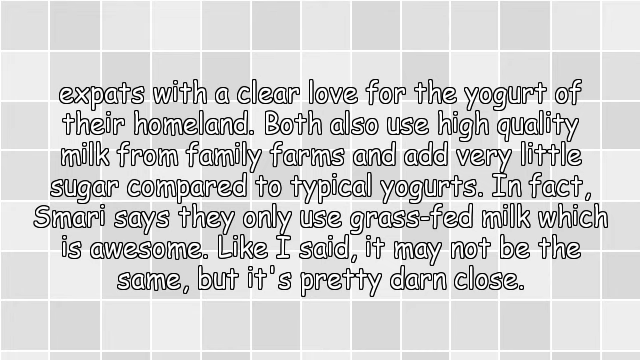 expats with a clear love for the yogurt of
their homeland. Both also use high quality
milk from family farms and add very little
sugar compared to typical yogurts. In fact,
Smari says they only use grass-fed milk which
is awesome. Like I said, it may not be the
same, but it's pretty darn close.